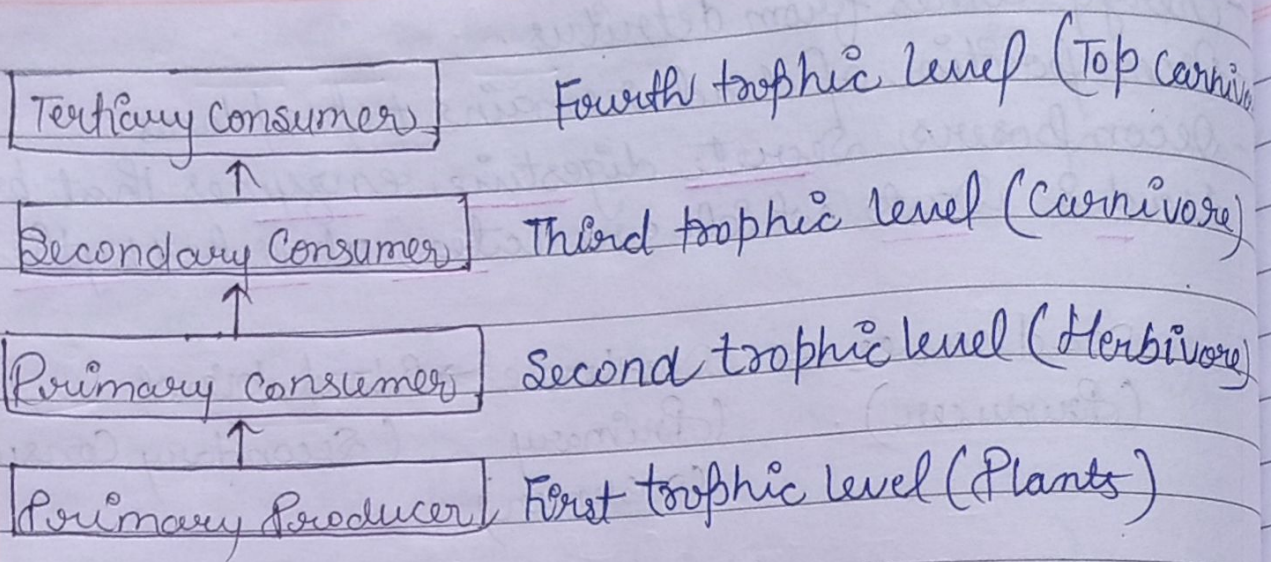 Tertiary Consumer Fourth trophic level (Top Carniv
Secondary Consumer Third trophic level (Carnivore)
Primary Consumer Second trophic level (Herbivore)
Primary Producer First trophic level (Plants)